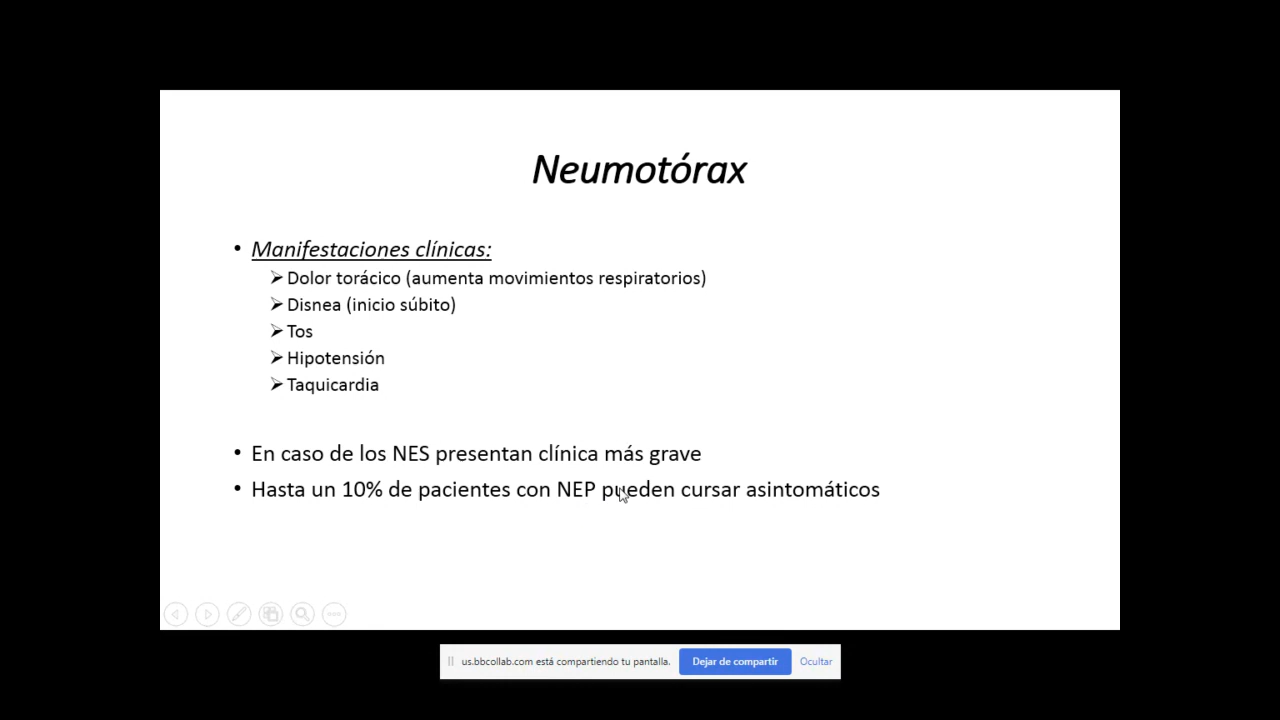 Neumotórax
• Manifestaciones clínicas:
➢ Dolor torácico (aumenta movimientos respiratorios)
➢ Disnea (inicio súbito)
➢ Tos
➢ Hipotensión
➢ Taquicardia
• En caso de los NES presentan clínica más grave
• Hasta un 10% de pacientes con NEP pueden cursar asintomáticos
us.bbcollab.com está compartiendo tu pantalla. Dejar de compartir Ocultar